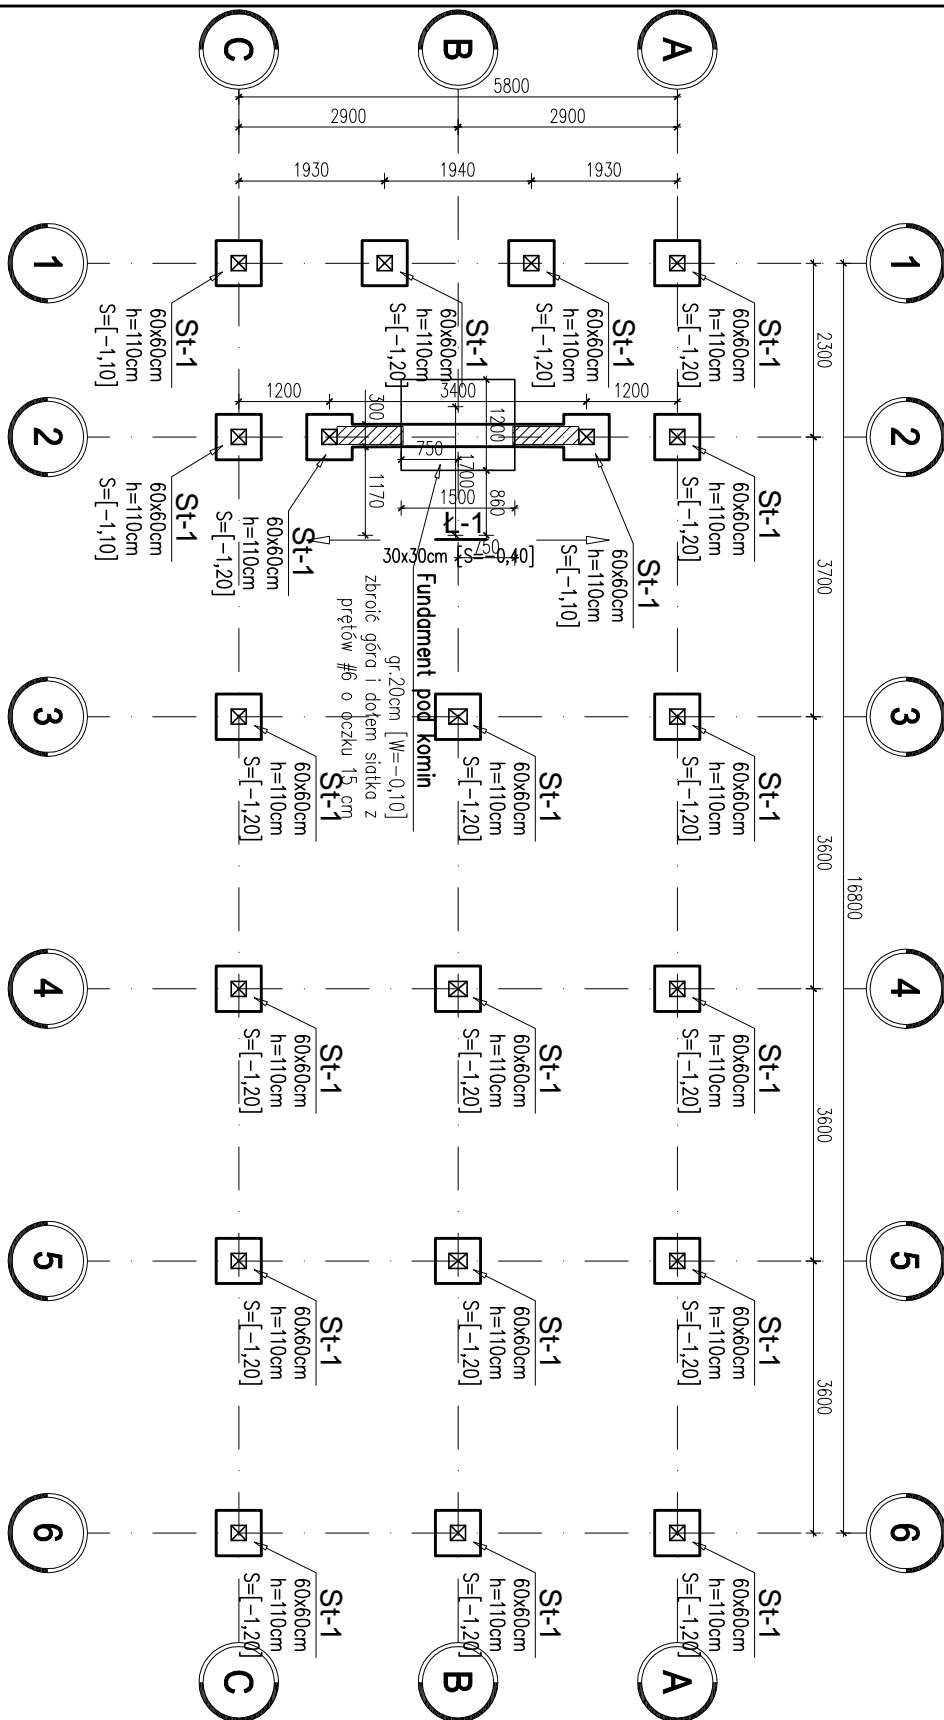 1
2
3
4
5
6
16800
2300
3700
3600
3600
3600
A
A
St-1
60x60cm
h=110cm
S=[-1,20]
St-1
60x60cm
h=110cm
S=[-1,20]
St-1
60x60cm
h=110cm
S=[-1,20]
St-1
60x60cm
h=110cm
S=[-1,20]
St-1
60x60cm
h=110cm
S=[-1,20]
St-1
60x60cm
h=110cm
S=[-1,20]
5800
2900
2900
1930
1940
1930
St-1
60x60cm
h=110cm
S=[-1,20]
1200
St-1
60x60cm
h=110cm
S=[-1,10]
B
B
St-1
60x60cm
h=110cm
S=[-1,20]
3400
1200
860
1700
300
750
1500
1170
750
Ł-1
30x30cm [S=-0,40]
Fundament pod komin
gr.20cm [W=-0,10]
zbroić góra i dołem siatka z
prętów #6 o oczku 15 cm
St-1
60x60cm
h=110cm
S=[-1,20]
St-1
60x60cm
h=110cm
S=[-1,20]
St-1
60x60cm
h=110cm
S=[-1,20]
St-1
60x60cm
h=110cm
S=[-1,20]
1200
St-1
60x60cm
h=110cm
S=[-1,20]
C
C
St-1
60x60cm
h=110cm
S=[-1,10]
St-1
60x60cm
h=110cm
S=[-1,10]
St-1
60x60cm
h=110cm
S=[-1,20]
St-1
60x60cm
h=110cm
S=[-1,20]
St-1
60x60cm
h=110cm
S=[-1,20]
St-1
60x60cm
h=110cm
S=[-1,20]
1
2
3
4
5
6